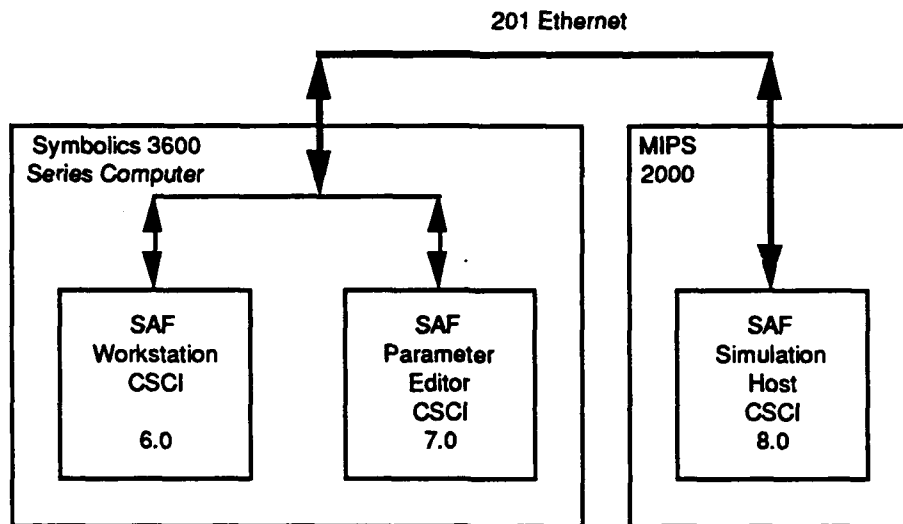 201 Ethernet
Symbolics 3600
Series Computer
MIPS
2000
SAF
Workstation
CSCI
6.0
SAF
Parameter
Editor
CSCI
7.0
SAF
Simulation
Host
CSCI
8.0